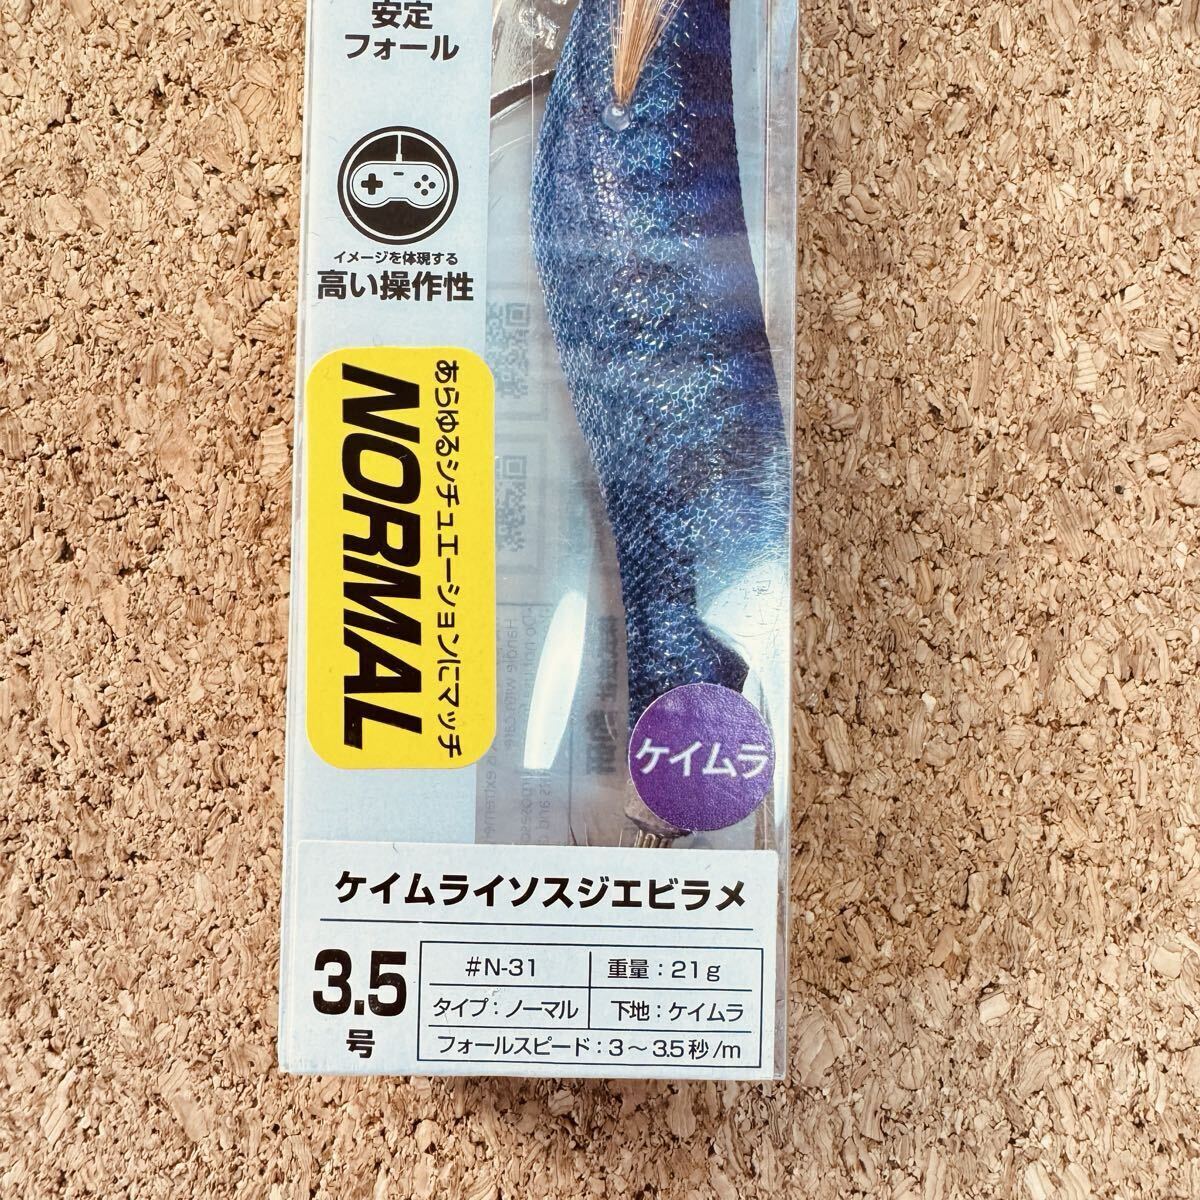 安定
フォール
イメージを体現する
高い操作性
あらゆるシチュエーションにマッチ
NORMAL
ケイムラ
ケイムライソスジエビラメ
3.5
号
#N-31
重量：21g
タイプ：ノーマル
下地：ケイムラ
フォールスピード：3～3.5秒/m